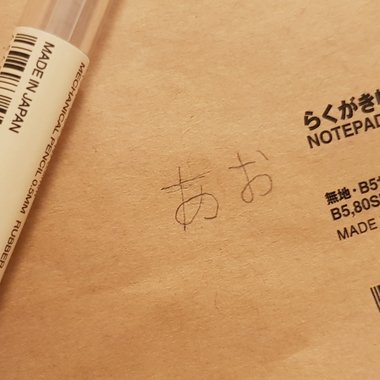 MADE IN JAPAN
MECHANICAL PENCIL 0.5MM RUBBER
あお
らくがき
NOTEPAD
無地・B5
B5,80S
MADE